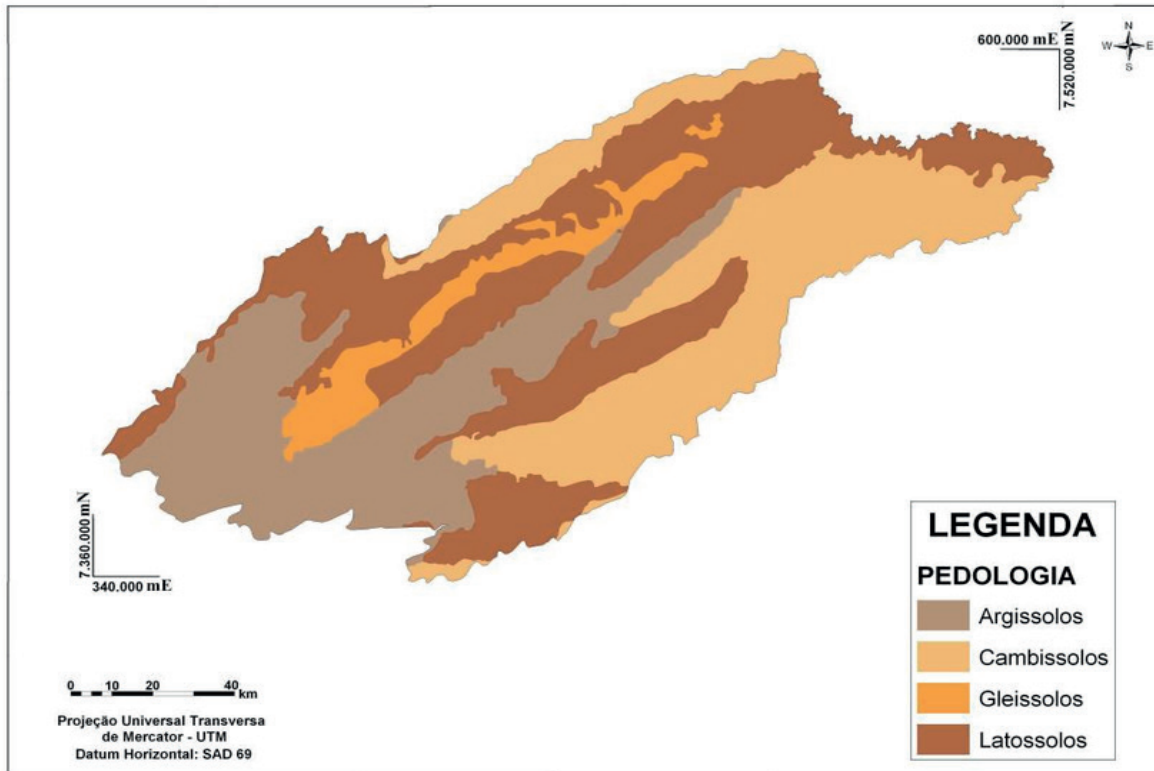 600.000 mE
7.520.000 mN
N
W E
S
7.360.000 mN
340.000 mE
0 10 20 40 km
Projeção Universal Transversa
de Mercator - UTM
Datum Horizontal: SAD 69
LEGENDA
PEDOLOGIA
Argissolos
Cambissolos
Gleissolos
Latossolos